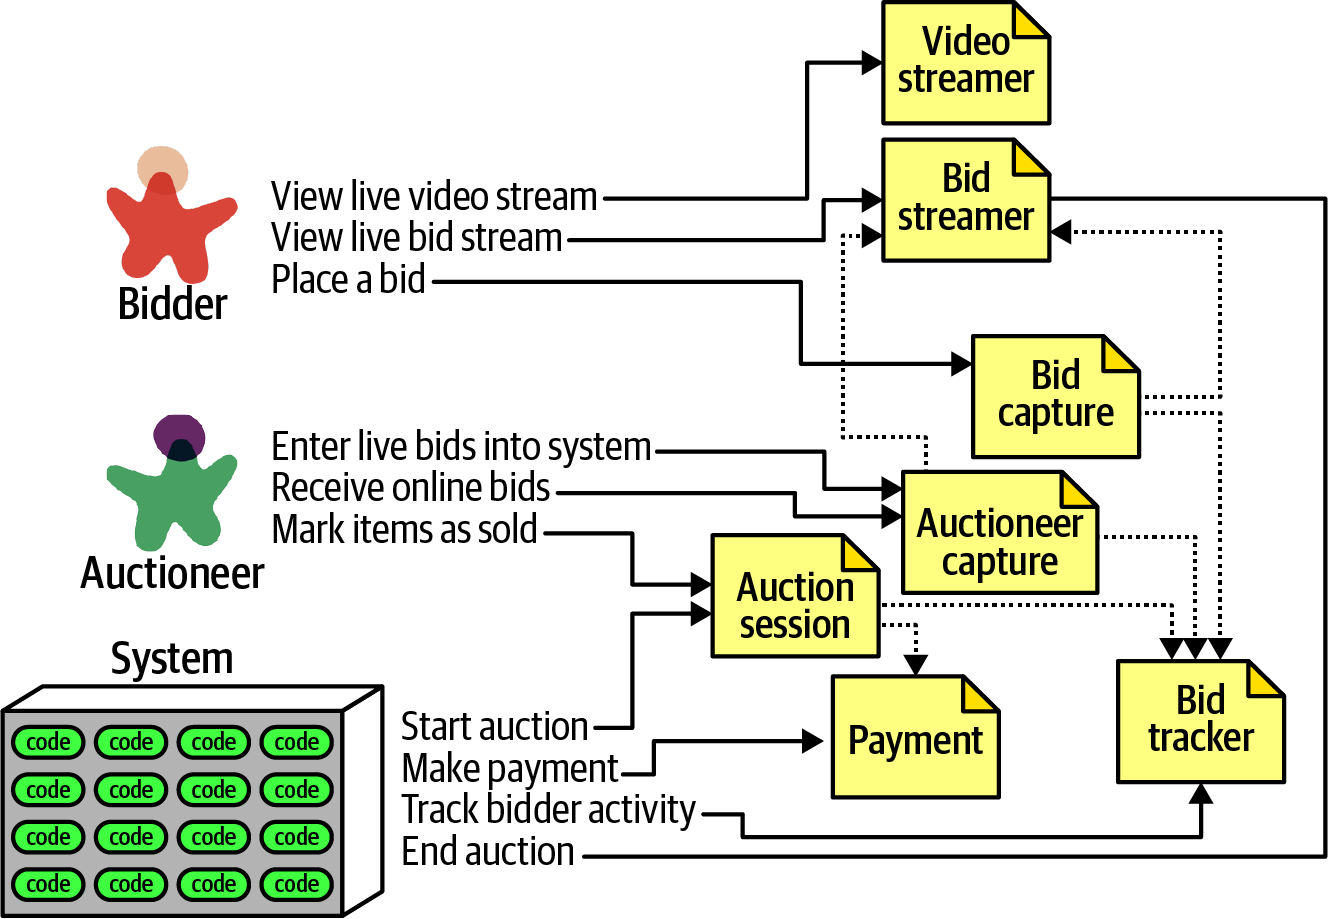 Video
streamer
Bid
streamer
View live video stream
View live bid stream
Place a bid
Bidder
Bid
capture
Enter live bids into system
Receive online bids
Mark items as sold
Auctioneer
Auctioneer
capture
Auction
session
System
code code code code
code code code code
code code code code
code code code code
Start auction
Make payment
Track bidder activity
End auction
Payment
Bid
tracker